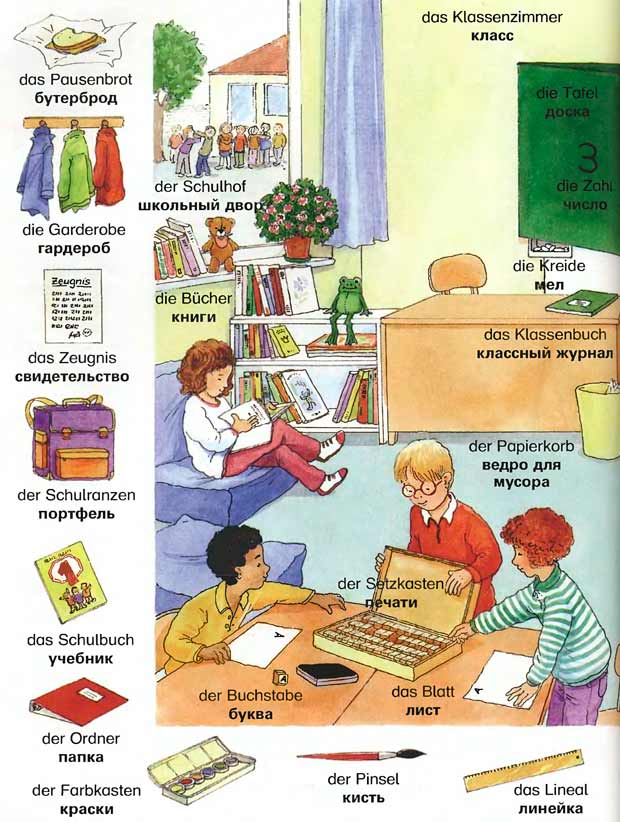 das Klassenzimmer
класс
das Pausenbrot
бутерброд
die Tafel
доска
3
die Zahl
число
der Schulhof
школьный двор
die Garderobe
гардероб
die Kreide
мел
Zeugnis
die Bücher
книги
das Zeugnis
свидетельство
das Klassenbuch
классный журнал
der Papierkorb
ведро для
мусора
der Schulranzen
портфель
1
der Setzkasten
печати
das Schulbuch
учебник
A
A
A
der Buchstabe
буква
das Blatt
лист
der Ordner
папка
der Farbkasten
краски
der Pinsel
кисть
das Lineal
линейка